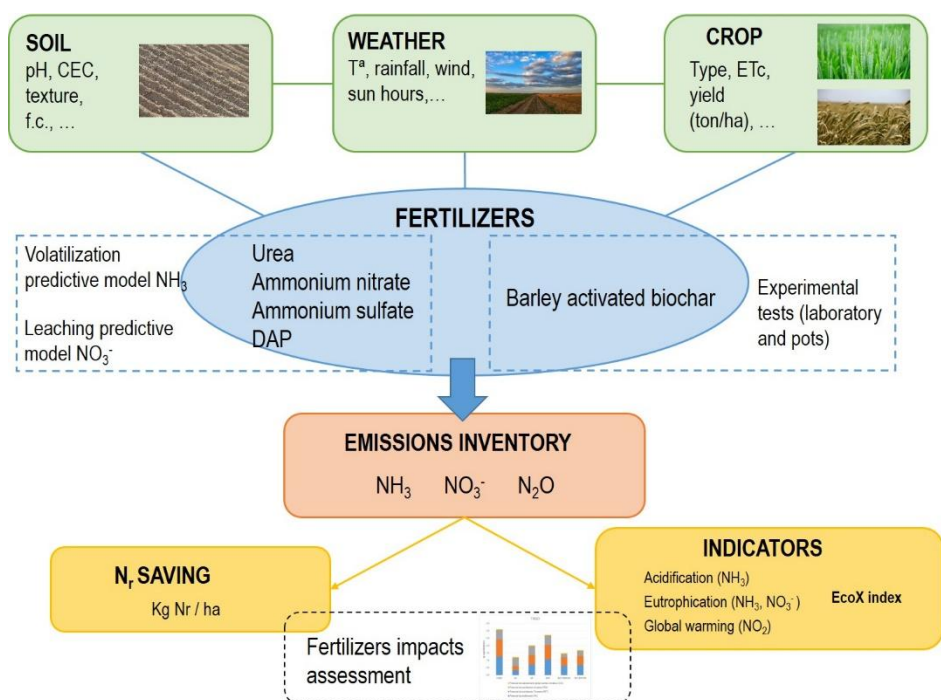 SOIL
pH, CEC,
texture,
f.c., …
WEATHER
Tª, rainfall, wind,
sun hours,…
CROP
Type, ETc,
yield
(ton/ha), …
FERTILIZERS
Volatilization
predictive model NH₃
Leaching predictive
model NO₃⁻
Urea
Ammonium nitrate
Ammonium sulfate
DAP
Barley activated biochar
Experimental
tests (laboratory
and pots)
EMISSIONS INVENTORY
NH₃ NO₃⁻ N₂O
Nᵣ SAVING
Kg Nr / ha
INDICATORS
Acidification (NH₃)
Eutrophication (NH₃, NO₃⁻)
Global warming (NO₂)
EcoX index
Fertilizers impacts
assessment